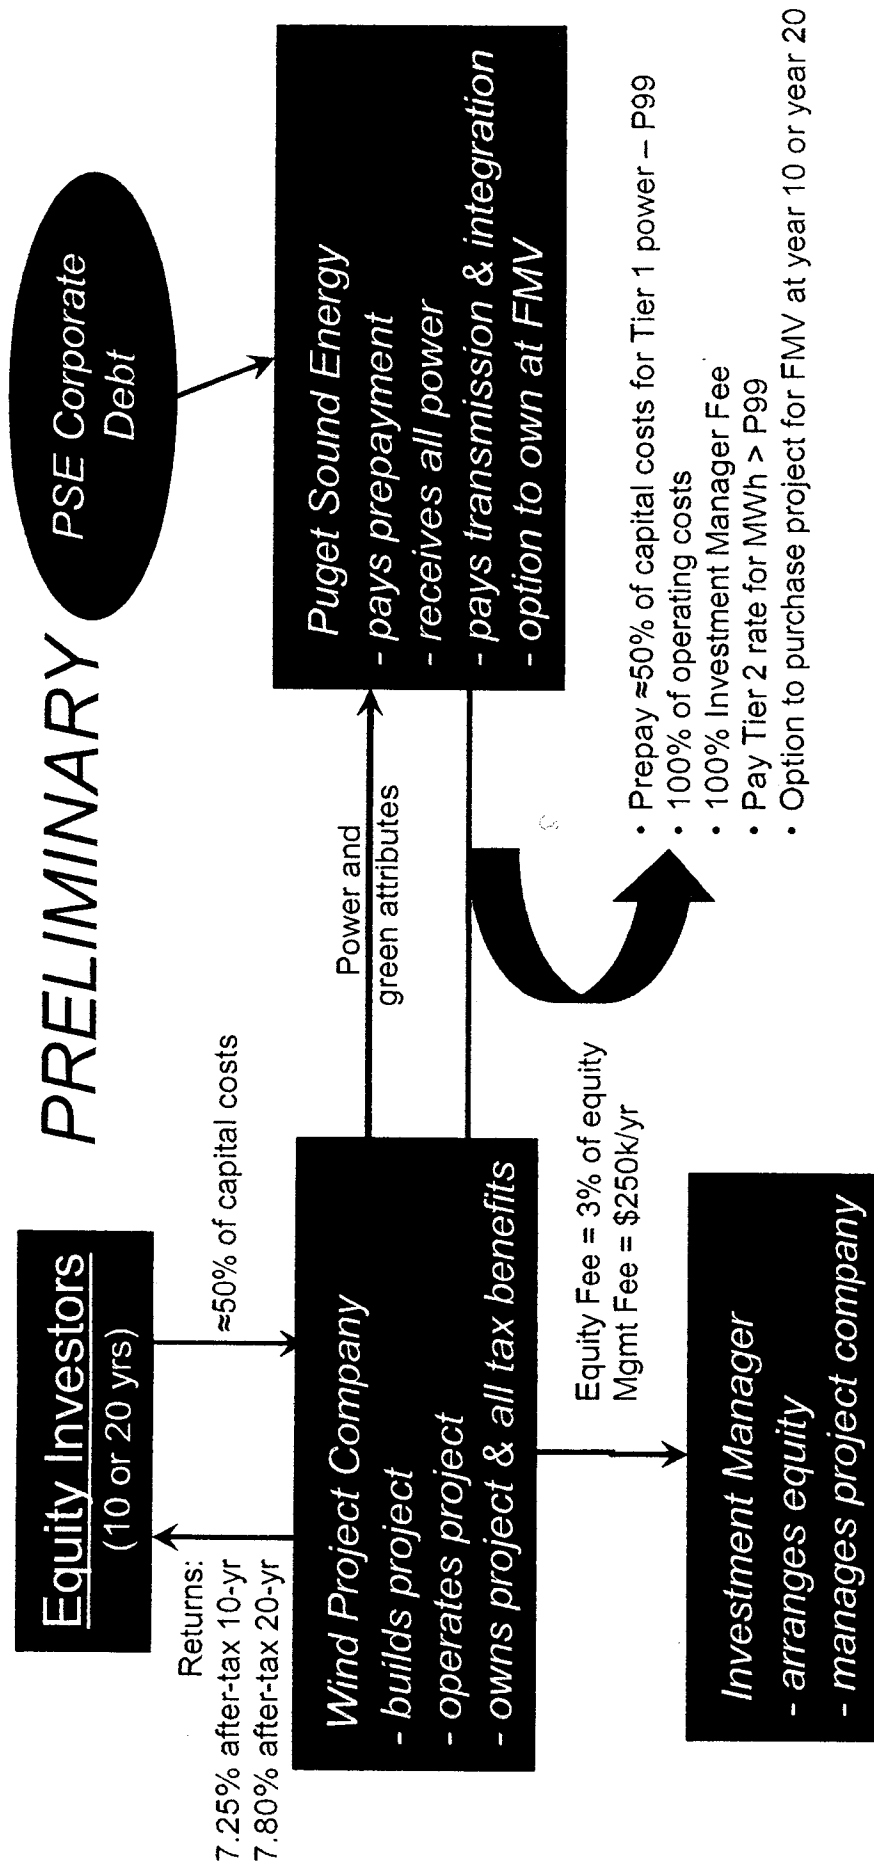 PRELIMINARY
Equity Investors
(10 or 20 yrs)
PSE Corporate
Debt
Returns:
7.25% after-tax 10-yr
7.80% after-tax 20-yr
≈50% of capital costs
Wind Project Company
- builds project
- operates project
- owns project & all tax benefits
Power and
green attributes
Puget Sound Energy
- pays prepayment
- receives all power
- pays transmission & integration
- option to own at FMV
Equity Fee = 3% of equity
Mgmt Fee = $250k/yr
Investment Manager
- arranges equity
- manages project company
• Prepay ≈50% of capital costs for Tier 1 power – P99
• 100% of operating costs
• 100% Investment Manager Fee
• Pay Tier 2 rate for MWh > P99
• Option to purchase project for FMV at year 10 or year 20